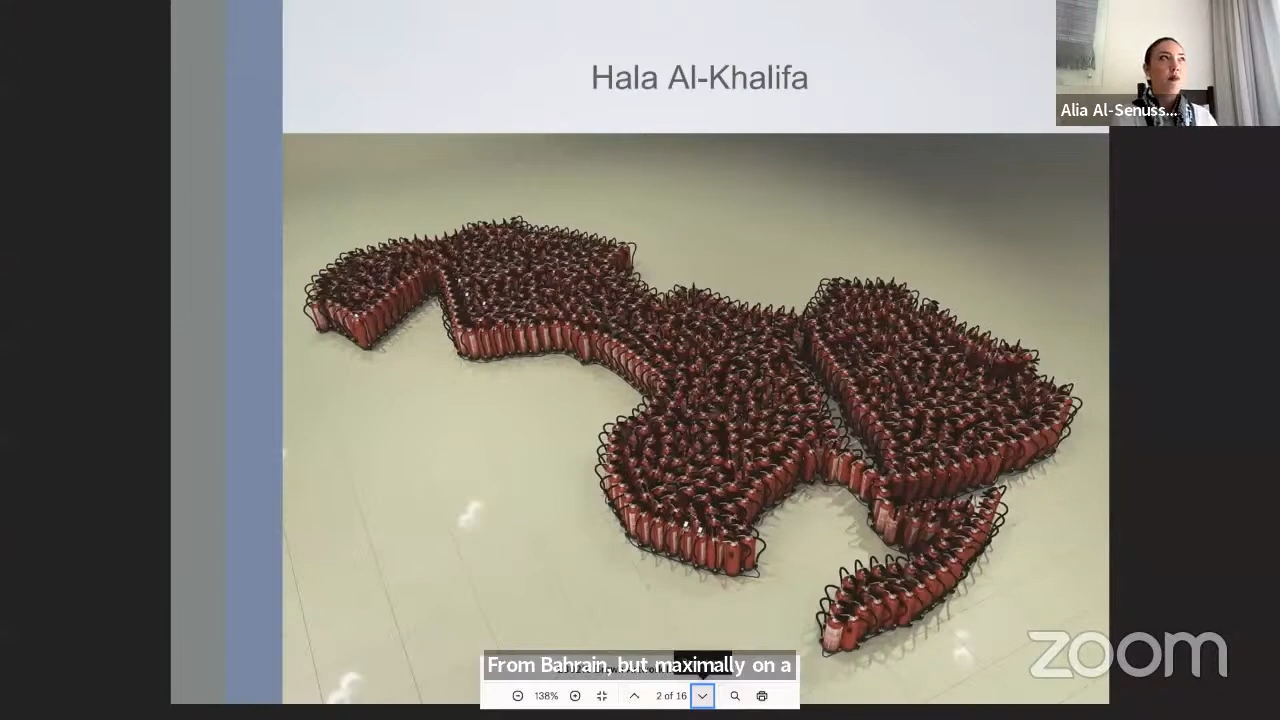 Hala Al-Khalifa
Alia Al-Senuss...
From Bahrain, but maximally on a
138%
2 of 16
zoom